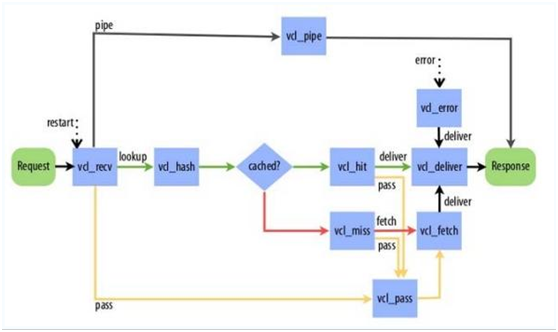 pipe
vcl_pipe
error
vcl_error
restart
deliver
Request
vcl_recv
lookup
vcl_hash
cached?
vcl_hit
deliver
vcl_deliver
Response
pass
deliver
vcl_miss
fetch
vcl_fetch
pass
vcl_pass
pass